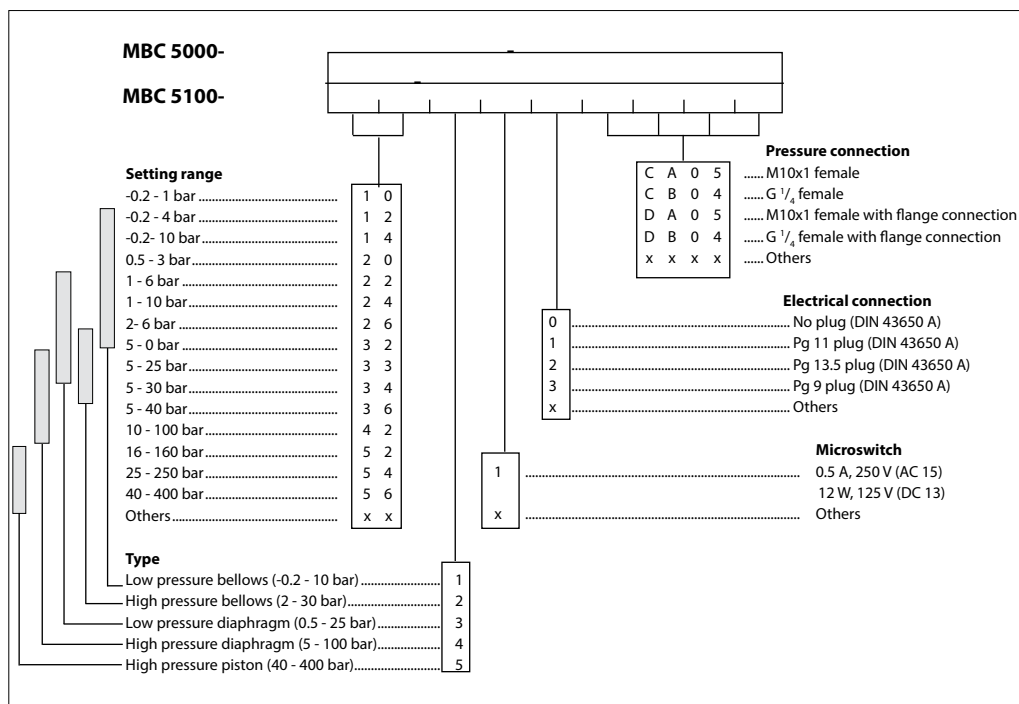 MBC 5000-
MBC 5100-
Pressure connection
C A 0 5 ...... M10x1 female
C B 0 4 ...... G 1/4 female
D A 0 5 ...... M10x1 female with flange connection
D B 0 4 ...... G 1/4 female with flange connection
x x x x ...... Others
Setting range
-0.2 - 1 bar 1 0
-0.2 - 4 bar 1 2
-0.2- 10 bar 1 4
0.5 - 3 bar 2 0
1 - 6 bar 2 2
1 - 10 bar 2 4
2- 6 bar 2 6
5 - 0 bar 3 2
5 - 25 bar 3 3
5 - 30 bar 3 4
5 - 40 bar 3 6
10 - 100 bar 4 2
16 - 160 bar 5 2
25 - 250 bar 5 4
40 - 400 bar 5 6
Others x x
Electrical connection
0 No plug (DIN 43650 A)
1 Pg 11 plug (DIN 43650 A)
2 Pg 13.5 plug (DIN 43650 A)
3 Pg 9 plug (DIN 43650 A)
x Others
Microswitch
1 0.5 A, 250 V (AC 15)
12 W, 125 V (DC 13)
x Others
Type
Low pressure bellows (-0.2 - 10 bar) 1
High pressure bellows (2 - 30 bar) 2
Low pressure diaphragm (0.5 - 25 bar) 3
High pressure diaphragm (5 - 100 bar) 4
High pressure piston (40 - 400 bar) 5